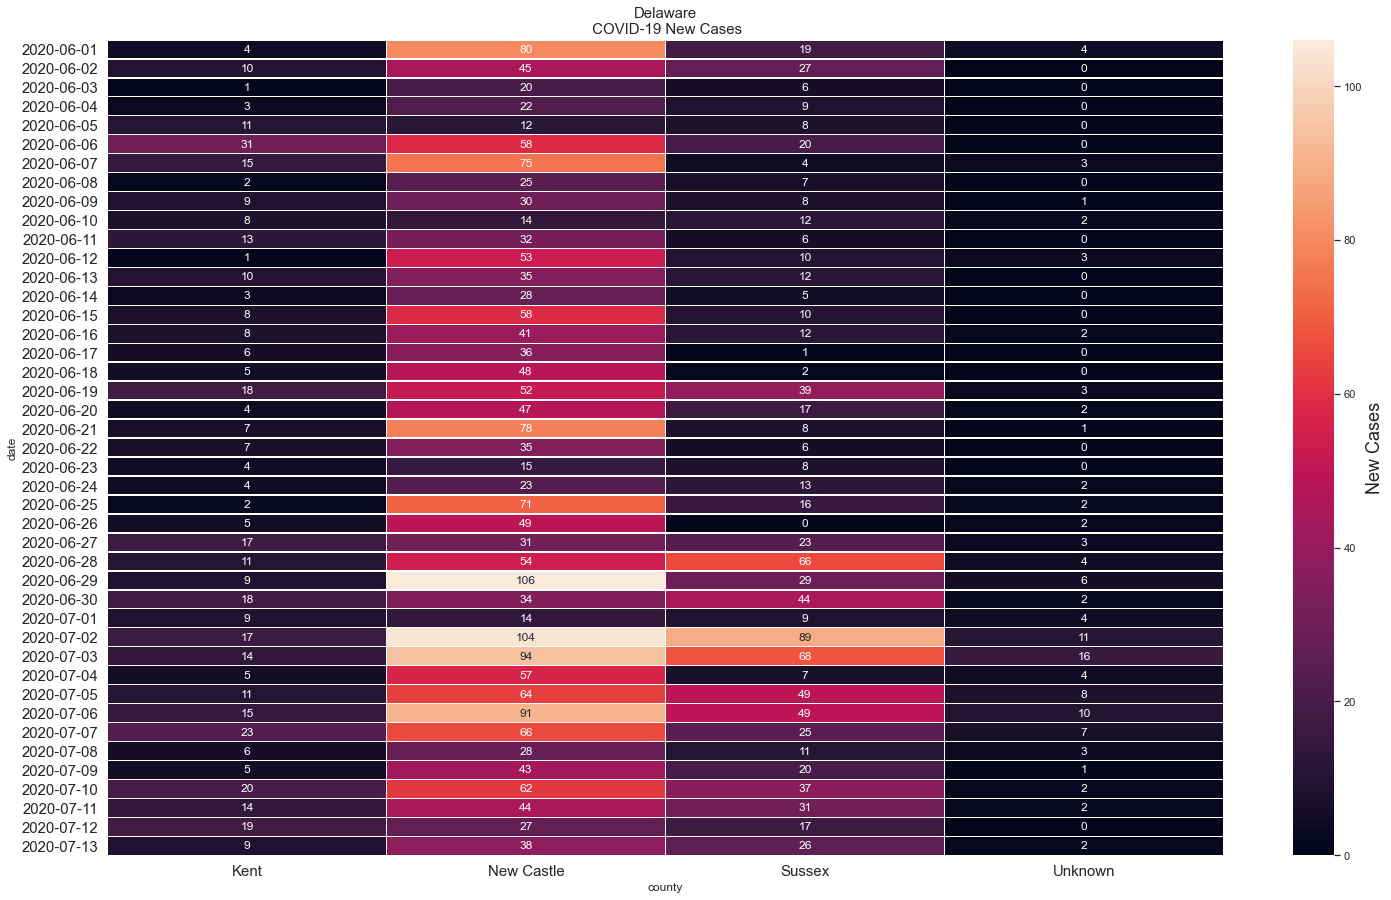 Delaware
COVID-19 New Cases
2020-06-01 4 80 19 4
2020-06-02 10 45 27 0
2020-06-03 1 20 6 0
2020-06-04 3 22 9 0
2020-06-05 11 12 8 0
2020-06-06 31 58 20 0
2020-06-07 15 75 4 3
2020-06-08 2 25 7 0
2020-06-09 9 30 8 1
2020-06-10 8 14 12 2
2020-06-11 13 32 6 0
2020-06-12 1 53 10 3
2020-06-13 10 35 12 0
2020-06-14 3 28 5 0
2020-06-15 8 58 10 0
2020-06-16 8 41 12 2
2020-06-17 6 36 1 0
2020-06-18 5 48 2 0
2020-06-19 18 52 39 3
2020-06-20 4 47 17 2
2020-06-21 7 78 8 1
2020-06-22 7 35 6 0
2020-06-23 4 15 8 0
2020-06-24 4 23 13 2
2020-06-25 2 71 16 2
2020-06-26 5 49 0 2
2020-06-27 17 31 23 3
2020-06-28 11 54 66 4
2020-06-29 9 106 29 6
2020-06-30 18 34 44 2
2020-07-01 9 14 9 4
2020-07-02 17 104 89 11
2020-07-03 14 94 68 16
2020-07-04 5 57 7 4
2020-07-05 11 64 49 8
2020-07-06 15 91 49 10
2020-07-07 23 66 25 7
2020-07-08 6 28 11 3
2020-07-09 5 43 20 1
2020-07-10 20 62 37 2
2020-07-11 14 44 31 2
2020-07-12 19 27 17 0
2020-07-13 9 38 26 2
Kent New Castle Sussex Unknown
county
date
100
80
60
40
20
0
New Cases